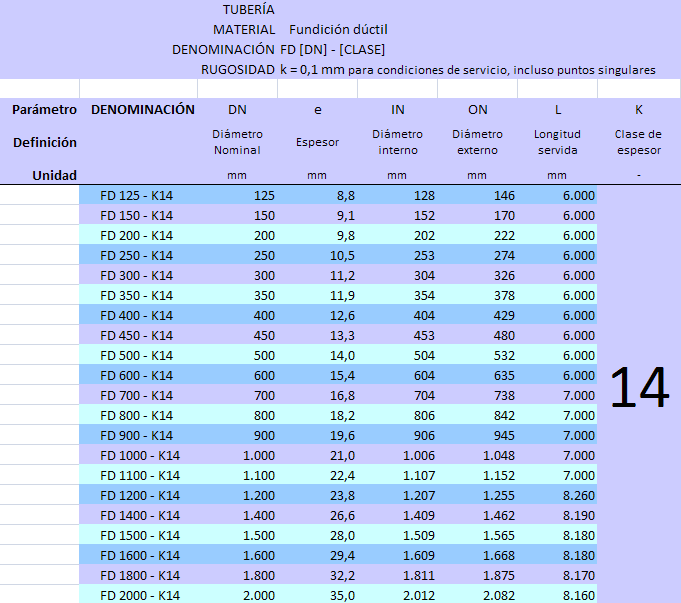 TUBERÍA
MATERIAL Fundición dúctil
DENOMINACIÓN FD [DN] - [CLASE]
RUGOSIDAD k = 0,1 mm para condiciones de servicio, incluso puntos singulares
Parámetro DENOMINACIÓN DN e IN ON L K
Definición Diámetro Nominal Espesor Diámetro interno Diámetro externo Longitud servida Clase de espesor
Unidad mm mm mm mm mm -
FD 125 - K14 125 8,8 128 146 6.000
FD 150 - K14 150 9,1 152 170 6.000
FD 200 - K14 200 9,8 202 222 6.000
FD 250 - K14 250 10,5 253 274 6.000
FD 300 - K14 300 11,2 304 326 6.000
FD 350 - K14 350 11,9 354 378 6.000
FD 400 - K14 400 12,6 404 429 6.000
FD 450 - K14 450 13,3 453 480 6.000
FD 500 - K14 500 14,0 504 532 6.000
FD 600 - K14 600 15,4 604 635 6.000
FD 700 - K14 700 16,8 704 738 7.000
14
FD 800 - K14 800 18,2 806 842 7.000
FD 900 - K14 900 19,6 906 945 7.000
FD 1000 - K14 1.000 21,0 1.006 1.048 7.000
FD 1100 - K14 1.100 22,4 1.107 1.152 7.000
FD 1200 - K14 1.200 23,8 1.207 1.255 8.260
FD 1400 - K14 1.400 26,6 1.409 1.462 8.190
FD 1500 - K14 1.500 28,0 1.509 1.565 8.180
FD 1600 - K14 1.600 29,4 1.609 1.668 8.180
FD 1800 - K14 1.800 32,2 1.811 1.875 8.170
FD 2000 - K14 2.000 35,0 2.012 2.082 8.160